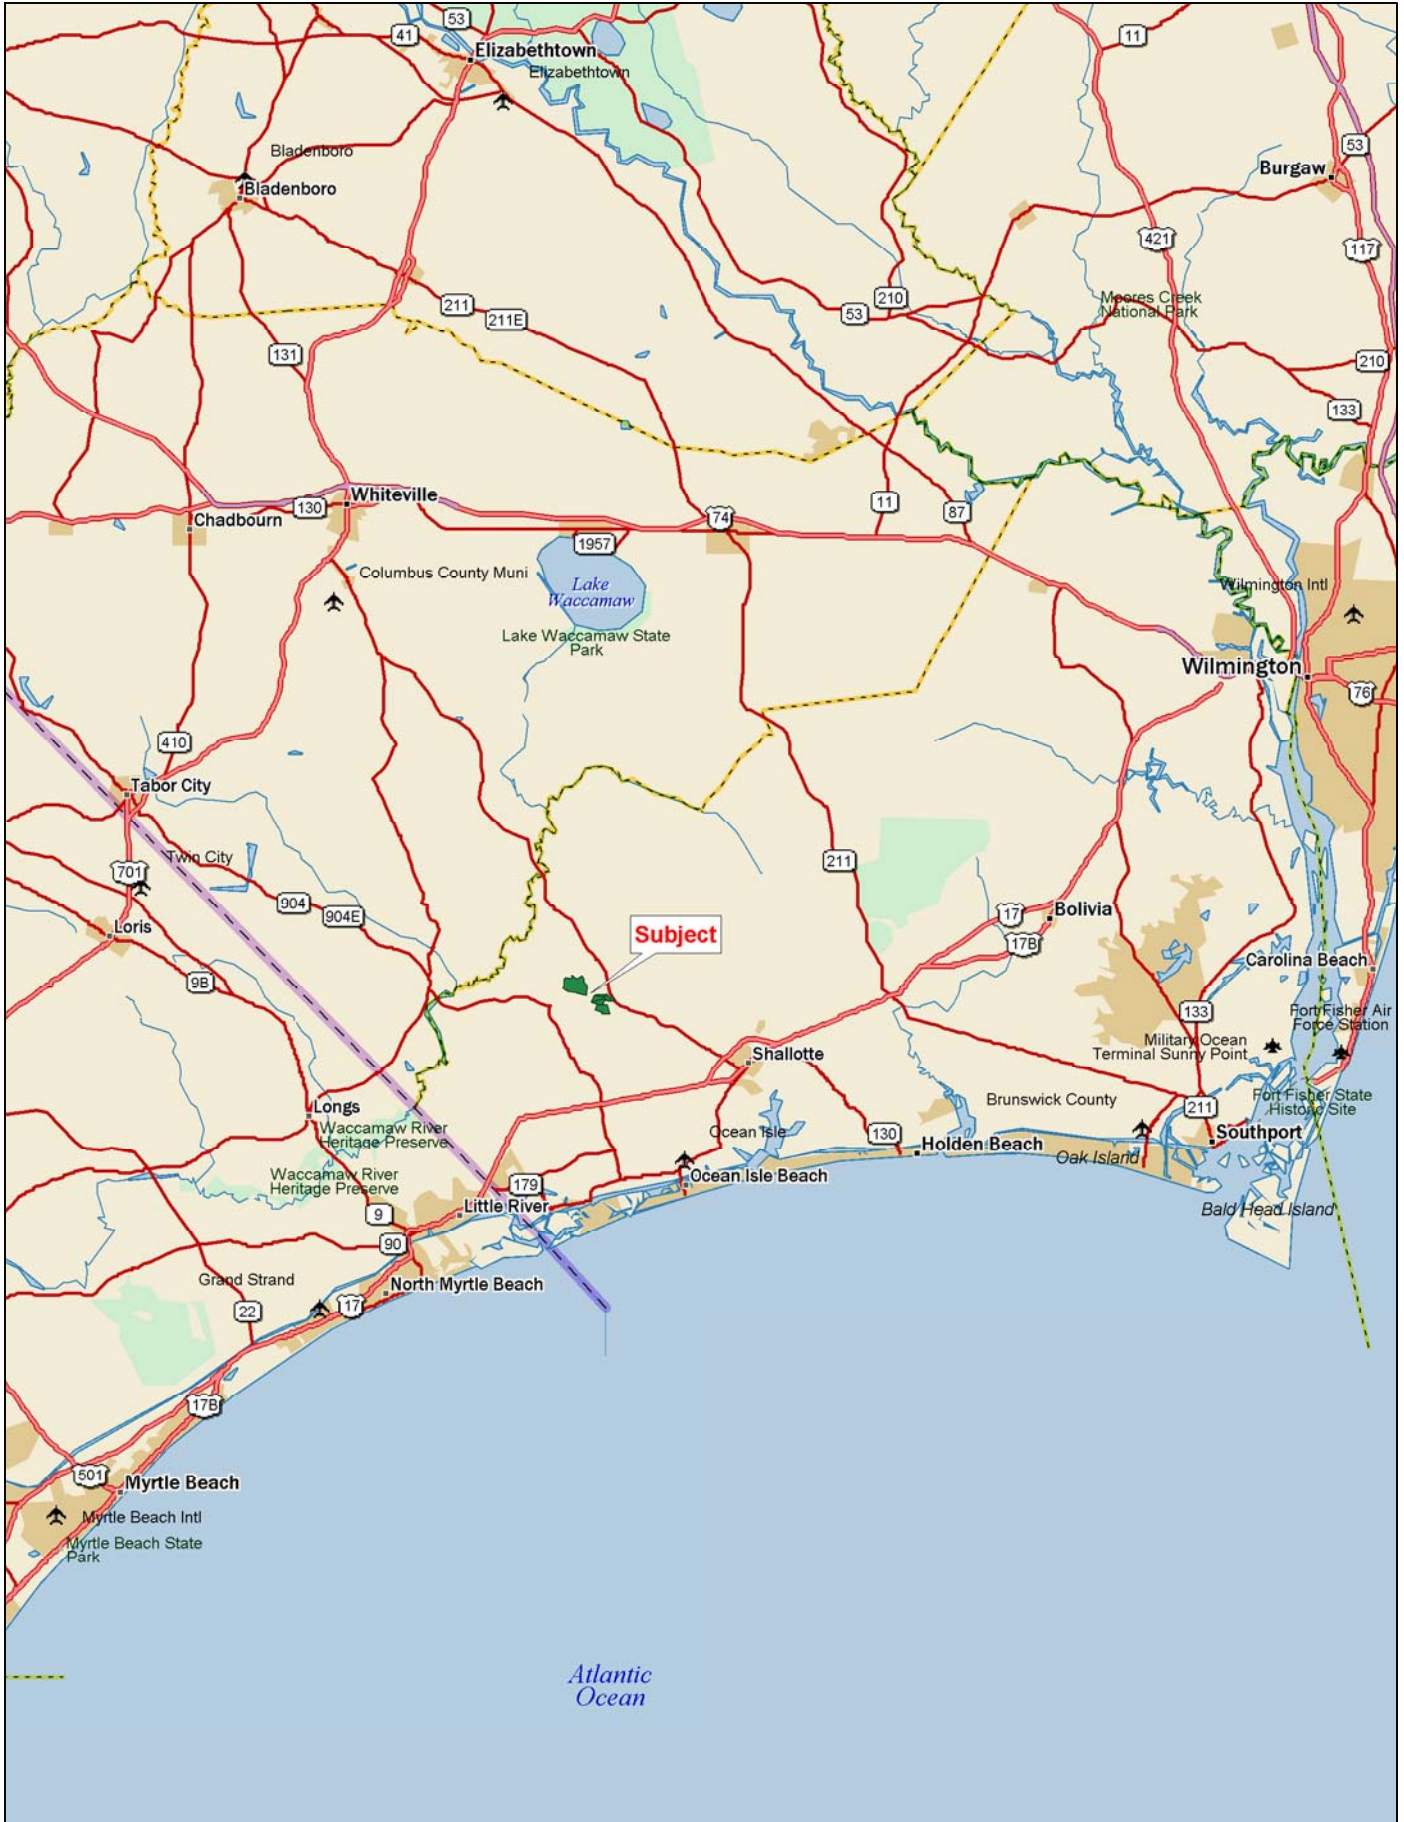 53
41
11
Elizabethtown
Elizabethtown
53
Bladenboro
Burgaw
Bladenboro
421
117
210
Moores Creek
National Park
211
53
211E
131
210
133
Whiteville
11
130
87
Chadbourn
74
1957
Columbus County Muni
Lake
Waccamaw
Wilmington Intl
Lake Waccamaw State
Park
Wilmington
76
410
Tabor City
Twin City
211
701
904
904E
17
Bolivia
Loris
Subject
17B
9B
Carolina Beach
133
Fort Fisher Air
Force Station
Military Ocean
Terminal Sunny Point
Shallotte
Longs
Brunswick County
Fort Fisher State
Historic Site
211
Waccamaw River
Heritage Preserve
Ocean Isle
130
Southport
Holden Beach
Oak Island
Waccamaw River
Heritage Preserve
179
Ocean Isle Beach
Little River
9
Bald Head Island
90
Grand Strand
North Myrtle Beach
22
17
17B
501
Myrtle Beach
Myrtle Beach Intl
Myrtle Beach State
Park
Atlantic
Ocean